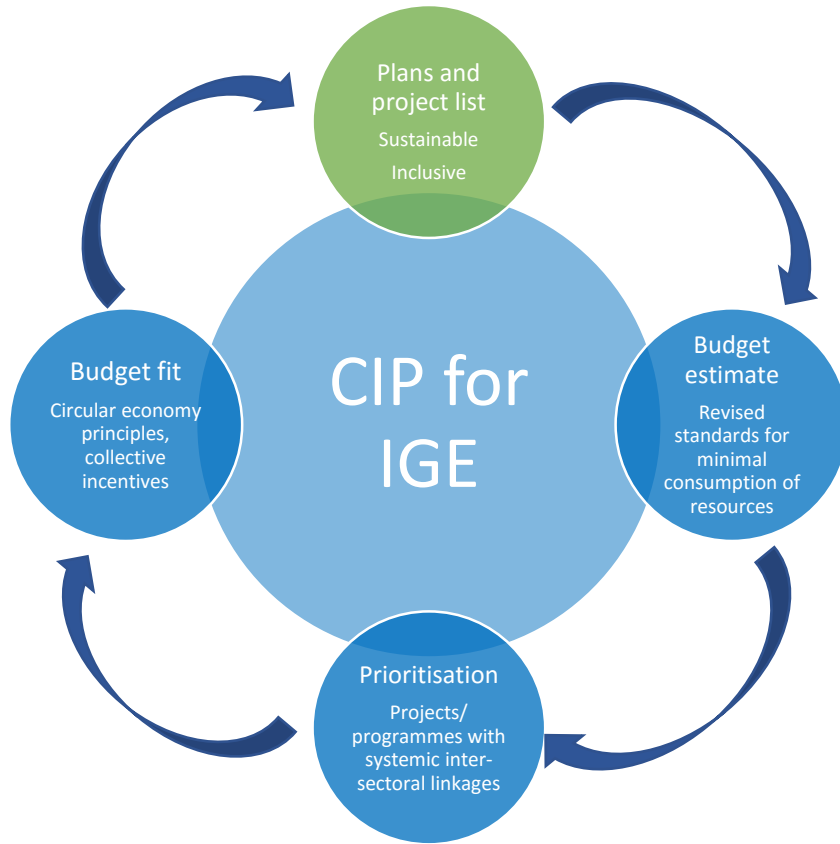 Plans and
project list
Sustainable
Inclusive
Budget fit
Circular economy
principles,
collective
incentives
CIP for
IGE
Budget
estimate
Revised
standards for
minimal
consumption of
resources
Prioritisation
Projects/
programmes with
systemic inter-
sectoral linkages